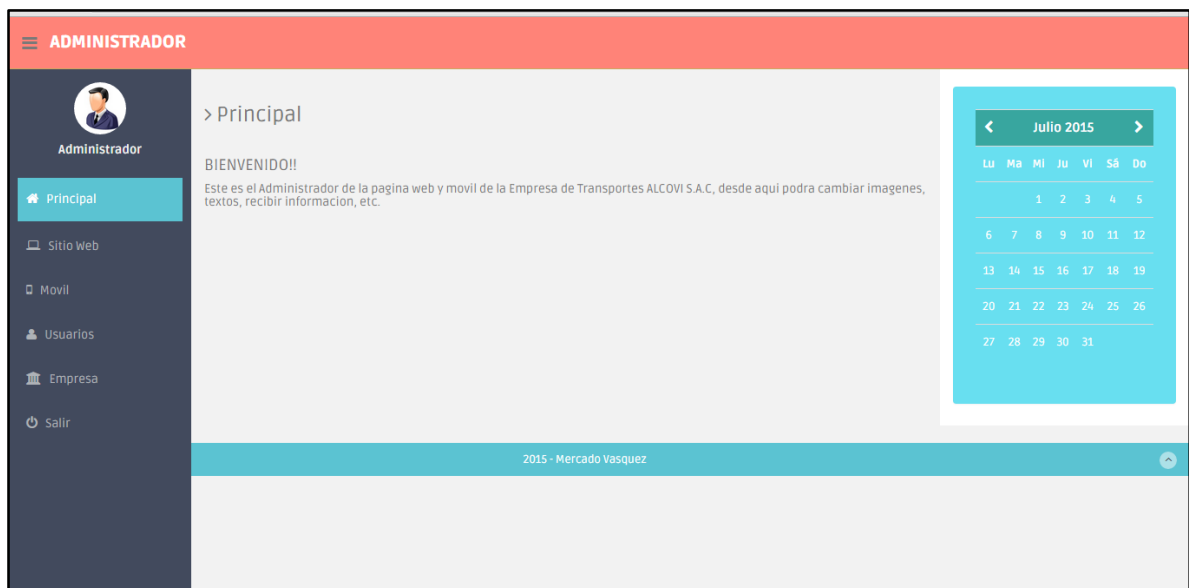 ADMINISTRADOR
Administrador
Principal
Sitio Web
Movil
Usuarios
Empresa
Salir
> Principal
BIENVENIDO!!
Este es el Administrador de la pagina web y movil de la Empresa de Transportes ALCOVI S.A.C, desde aqui podra cambiar imagenes,
textos, recibir informacion, etc.
Julio 2015
Lu Ma Mi Ju Vi Sá Do
1 2 3 4 5
6 7 8 9 10 11 12
13 14 15 16 17 18 19
20 21 22 23 24 25 26
27 28 29 30 31
2015 - Mercado Vasquez